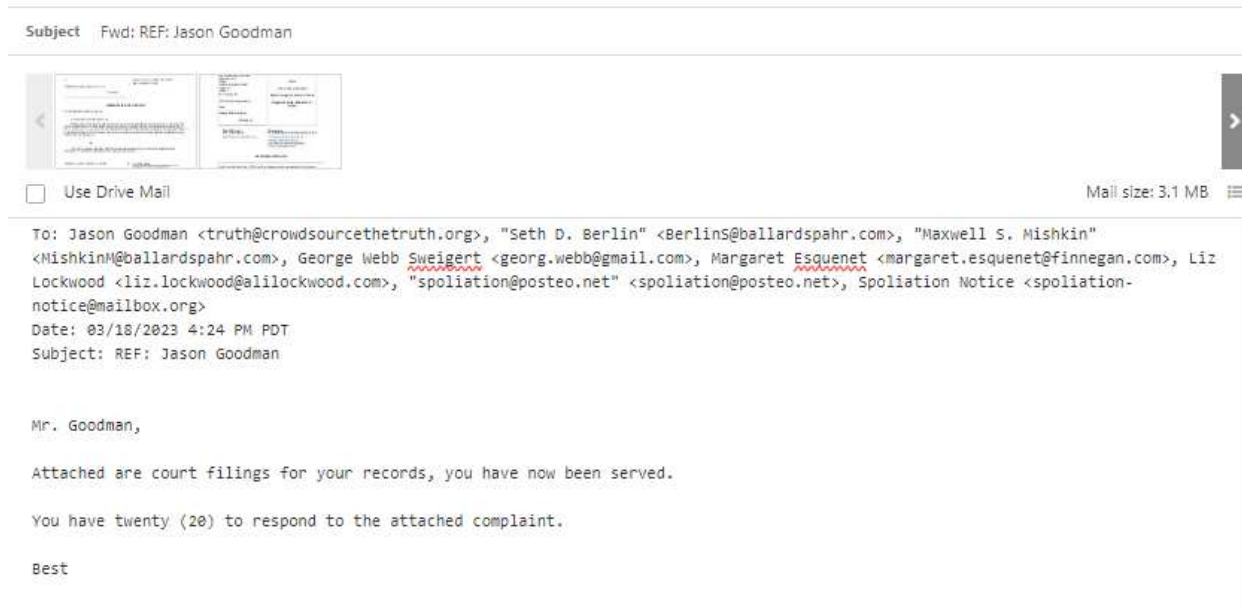 Subject Fwd: REF: Jason Goodman
Use Drive Mail
Mail size: 3.1 MB
To: Jason Goodman <truth@crowdsourcethetruth.org>, "Seth D. Berlin" <BerlinS@ballardspahr.com>, "Maxwell S. Mishkin"
<MishkinM@ballardspahr.com>, George Webb Sweigert <georg.webb@gmail.com>, Margaret Esquenet <margaret.esquenet@finnegan.com>, Liz
Lockwood <liz.lockwood@alilockwood.com>, "spoliation@posteo.net" <spoliation@posteo.net>, Spoliation Notice <spoliation-
notice@mailbox.org>
Date: 03/18/2023 4:24 PM PDT
Subject: REF: Jason Goodman
Mr. Goodman,
Attached are court filings for your records, you have now been served.
You have twenty (20) to respond to the attached complaint.
Best